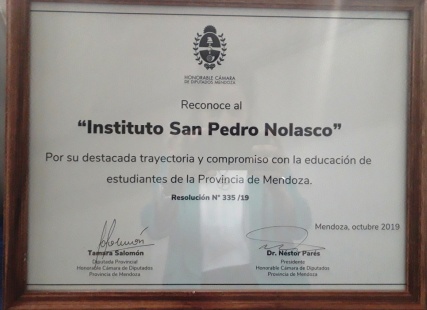 HONORABLE CÁMARA
DE DIPUTADOS MENDOZA
Reconoce al
“Instituto San Pedro Nolasco”
Por su destacada trayectoria y compromiso con la educación de
estudiantes de la Provincia de Mendoza.
Resolución N° 335 /19
Mendoza, octubre 2019
Tamara Salomón
Diputada Provincial
Honorable Cámara de Diputados
Provincia de Mendoza
Dr. Néstor Parés
Presidente
Honorable Cámara de Diputados
Provincia de Mendoza